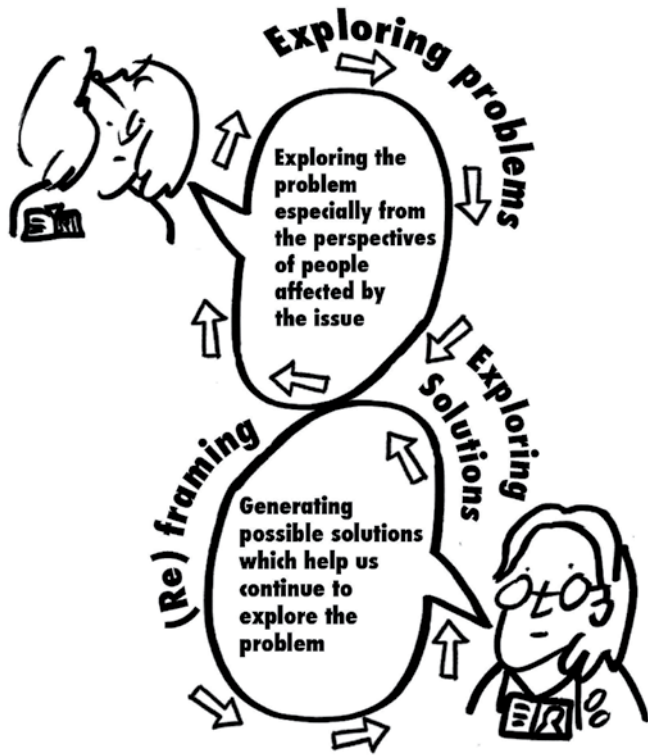 Exploring problems
Exploring the
problem
especially from
the perspectives
of people
affected by
the issue
Exploring
Solutions
(Re) framing
Generating
possible solutions
which help us
continue to
explore the
problem